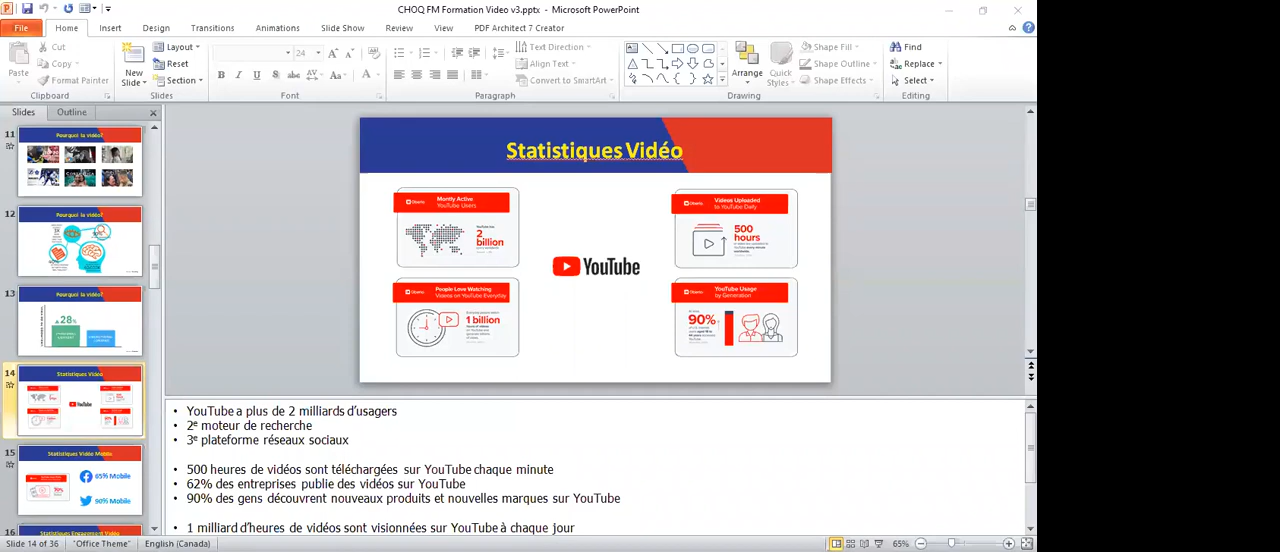 CHOQ FM Formation Video v3.pptx - Microsoft PowerPoint
File Home Insert Design Transitions Animations Slide Show Review View PDF Architect 7 Creator
Cut Layout Text Direction Shape Fill Find
Copy Reset Align Text Shape Outline Replace
Paste Format Painter New Slide Section Convert to SmartArt Arrange Quick Styles Shape Effects Select
Clipboard Slides Font Paragraph Drawing Editing
Slides Outline
11
Pourquoi la vidéo?
12
Pourquoi la vidéo?
13
Pourquoi la vidéo?
28%
14
Statistiques Vidéo
YouTube
15
Statistiques Vidéo Mobile
65% Mobile
90% Mobile
16
Statistiques Engagement Vidéo
Statistiques Vidéo
Montly Active
YouTube Users
2
billion
Videos Uploaded
to YouTube Daily
500
hours
YouTube
People Love Watching
Videos on YouTube Everyday
1 billion
YouTube Usage
by Generation
90%
• YouTube a plus de 2 milliards d'usagers
• 2e moteur de recherche
• 3e plateforme réseaux sociaux
• 500 heures de vidéos sont téléchargées sur YouTube chaque minute
• 62% des entreprises publie des vidéos sur YouTube
• 90% des gens découvrent nouveaux produits et nouvelles marques sur YouTube
• 1 milliard d'heures de vidéos sont visionnées sur YouTube à chaque jour
Slide 14 of 36 "Office Theme" English (Canada) 65%